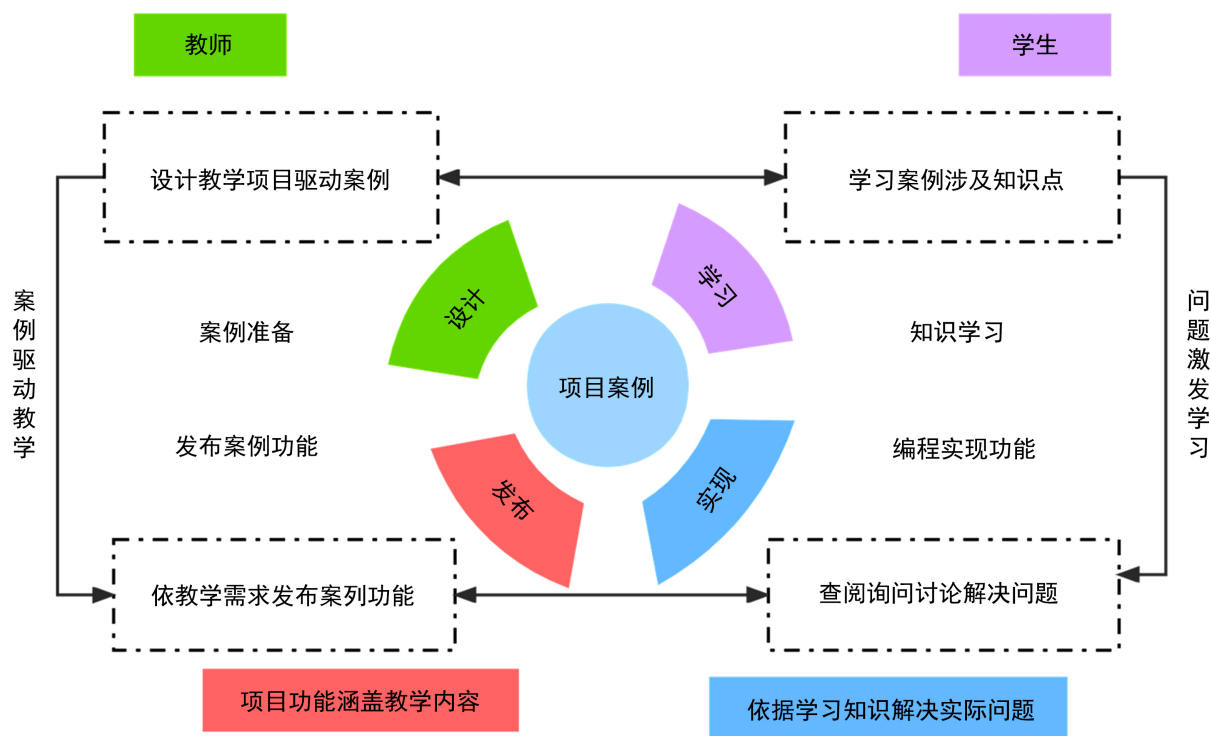 教师
学生
设计教学项目驱动案例
学习案例涉及知识点
案例驱动教学
案例准备
发布案例功能
设计
学习
项目案例
发布
实现
知识学习
编程实现功能
问题激发学习
依教学需求发布案列功能
查阅询问讨论解决问题
项目功能涵盖教学内容
依据学习知识解决实际问题